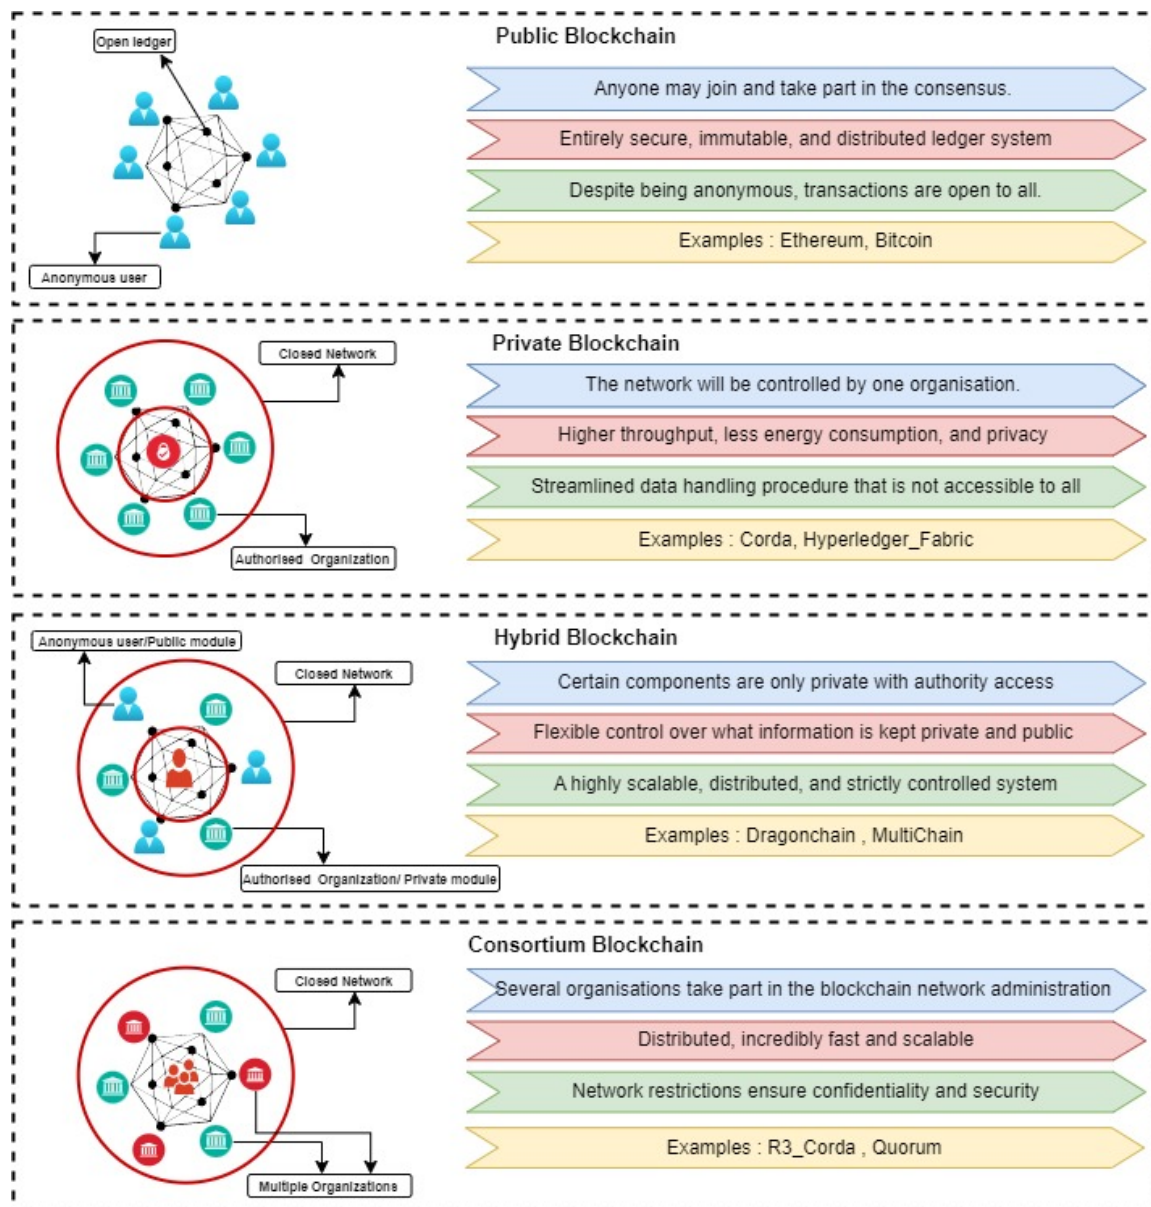 Public Blockchain
Open ledger
Anonymous user
Anyone may join and take part in the consensus.
Entirely secure, immutable, and distributed ledger system
Despite being anonymous, transactions are open to all.
Examples : Ethereum, Bitcoin
Private Blockchain
Closed Network
Authorised Organization
The network will be controlled by one organisation.
Higher throughput, less energy consumption, and privacy
Streamlined data handling procedure that is not accessible to all
Examples : Corda, Hyperledger_Fabric
Hybrid Blockchain
Anonymous user/Public module
Closed Network
Authorised Organization/ Private module
Certain components are only private with authority access
Flexible control over what information is kept private and public
A highly scalable, distributed, and strictly controlled system
Examples : Dragonchain , MultiChain
Consortium Blockchain
Closed Network
Multiple Organizations
Several organisations take part in the blockchain network administration
Distributed, incredibly fast and scalable
Network restrictions ensure confidentiality and security
Examples : R3_Corda , Quorum